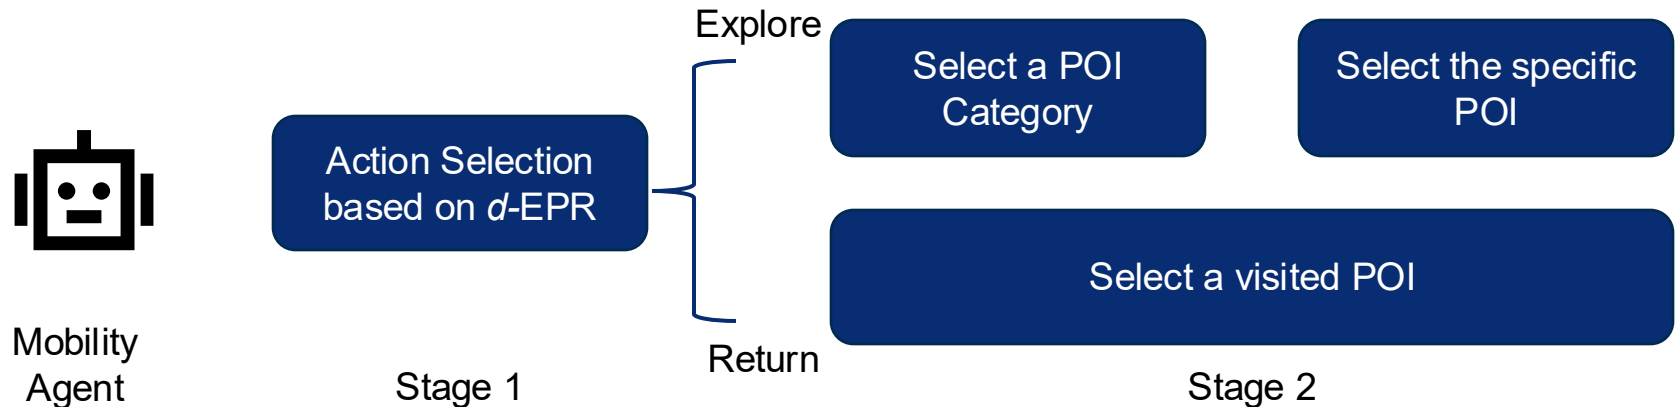 Mobility
Agent
Action Selection
based on d-EPR
Stage 1
Explore
Return
Select a POI
Category
Select the specific
POI
Select a visited POI
Stage 2